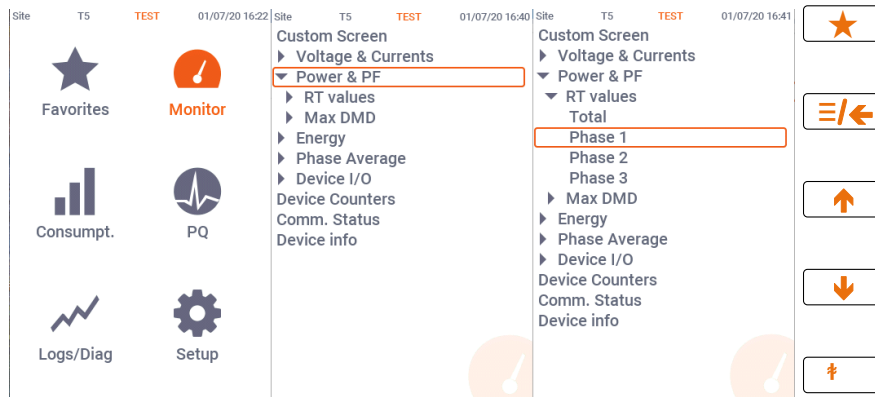 Site T5 TEST 01/07/20 16:22
Favorites Monitor
Consumpt. PQ
Logs/Diag Setup
Site T5 TEST 01/07/20 16:40
Custom Screen
Voltage & Currents
Power & PF
RT values
Max DMD
Energy
Phase Average
Device I/O
Device Counters
Comm. Status
Device info
Site T5 TEST 01/07/20 16:41
Custom Screen
Voltage & Currents
Power & PF
RT values
Total
Phase 1
Phase 2
Phase 3
Max DMD
Energy
Phase Average
Device I/O
Device Counters
Comm. Status
Device info